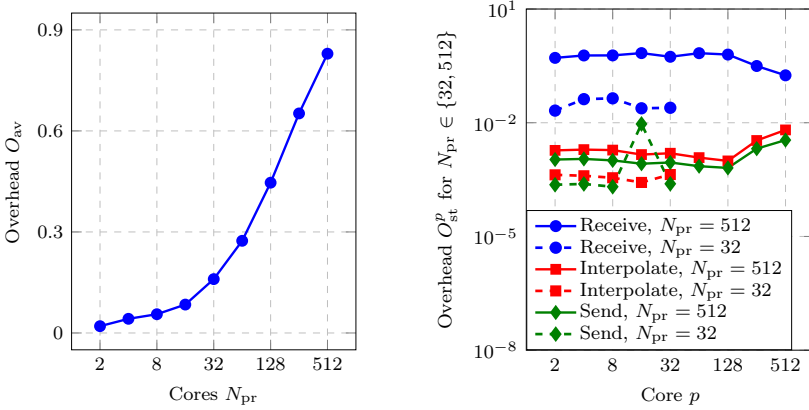 0.9
0.6
0.3
0
2 8 32 128 512
Cores N_pr
Overhead O_av
10^1
10^−2
10^−5
10^−8
2 8 32 128 512
Core p
Overhead O^p_st for N_pr ∈ {32, 512}
Receive, N_pr = 512
Receive, N_pr = 32
Interpolate, N_pr = 512
Interpolate, N_pr = 32
Send, N_pr = 512
Send, N_pr = 32